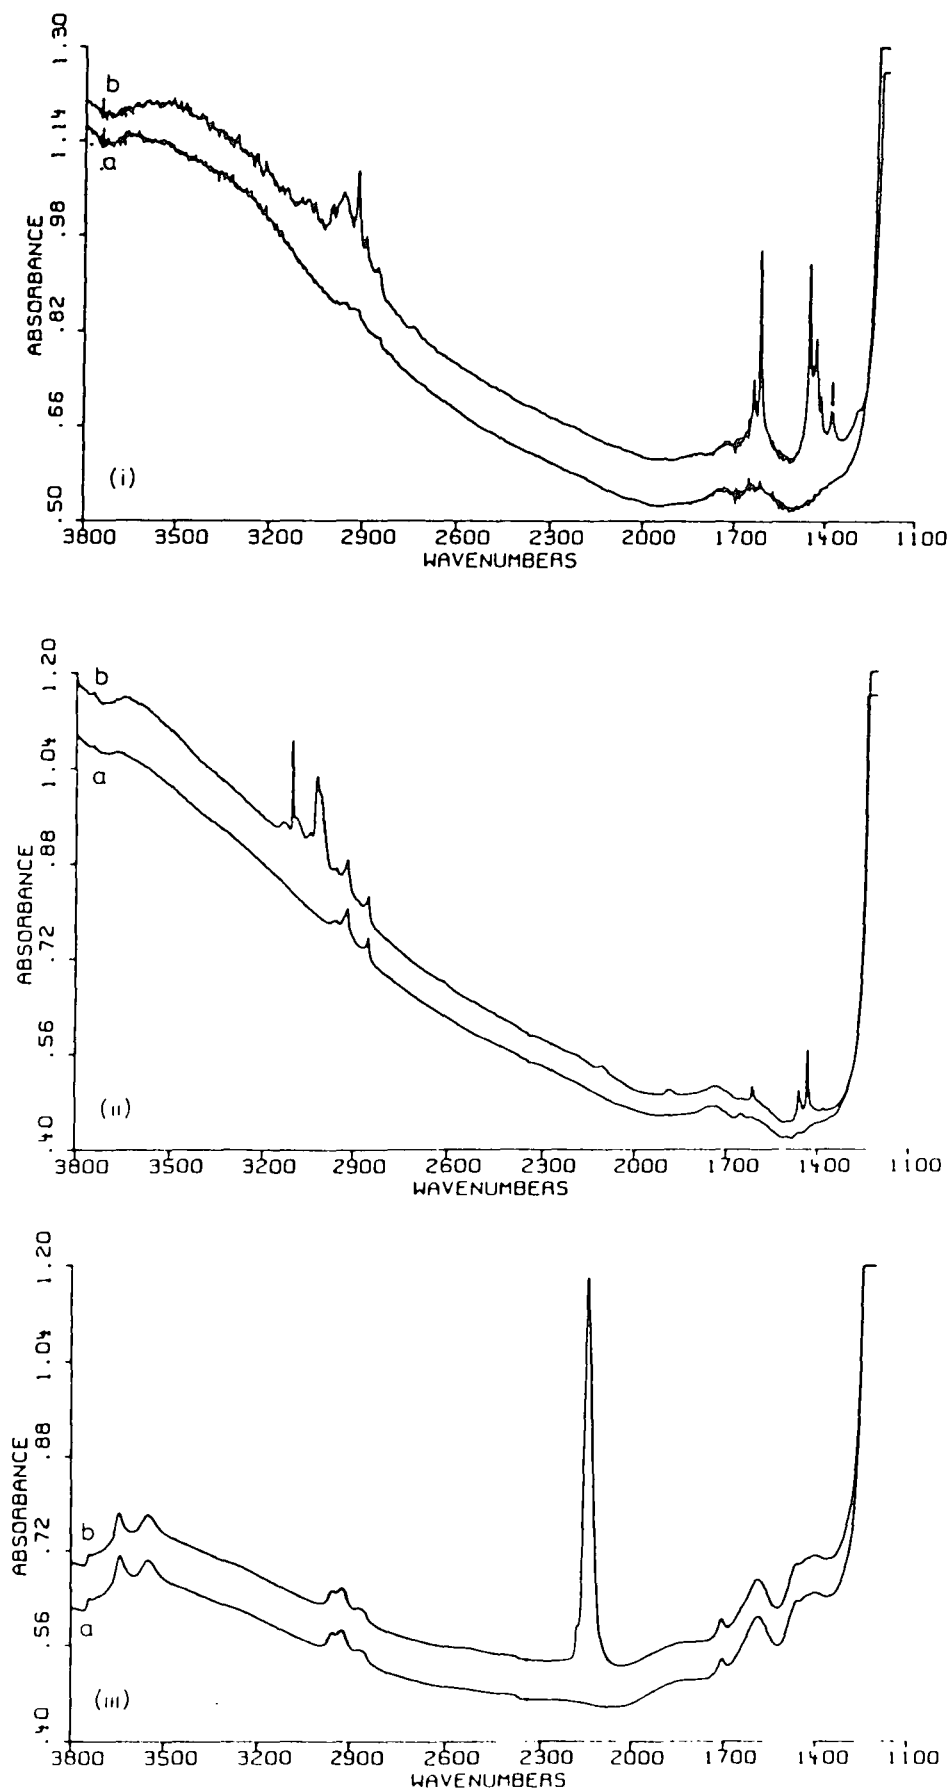 1.30
b
1.14
a
.98
ABSORBANCE
.82
.66
(i)
.50
3800 3500 3200 2900 2600 2300 2000 1700 1400 1100
WAVENUMBERS
1.20
b
1.04
a
.88
ABSORBANCE
.72
.56
(ii)
.40
3800 3500 3200 2900 2600 2300 2000 1700 1400 1100
WAVENUMBERS
1.20
1.04
.88
ABSORBANCE
.72
b
.56
a
(iii)
.40
3800 3500 3200 2900 2600 2200 2000 1700 1400 1100
WAVENUMBERS